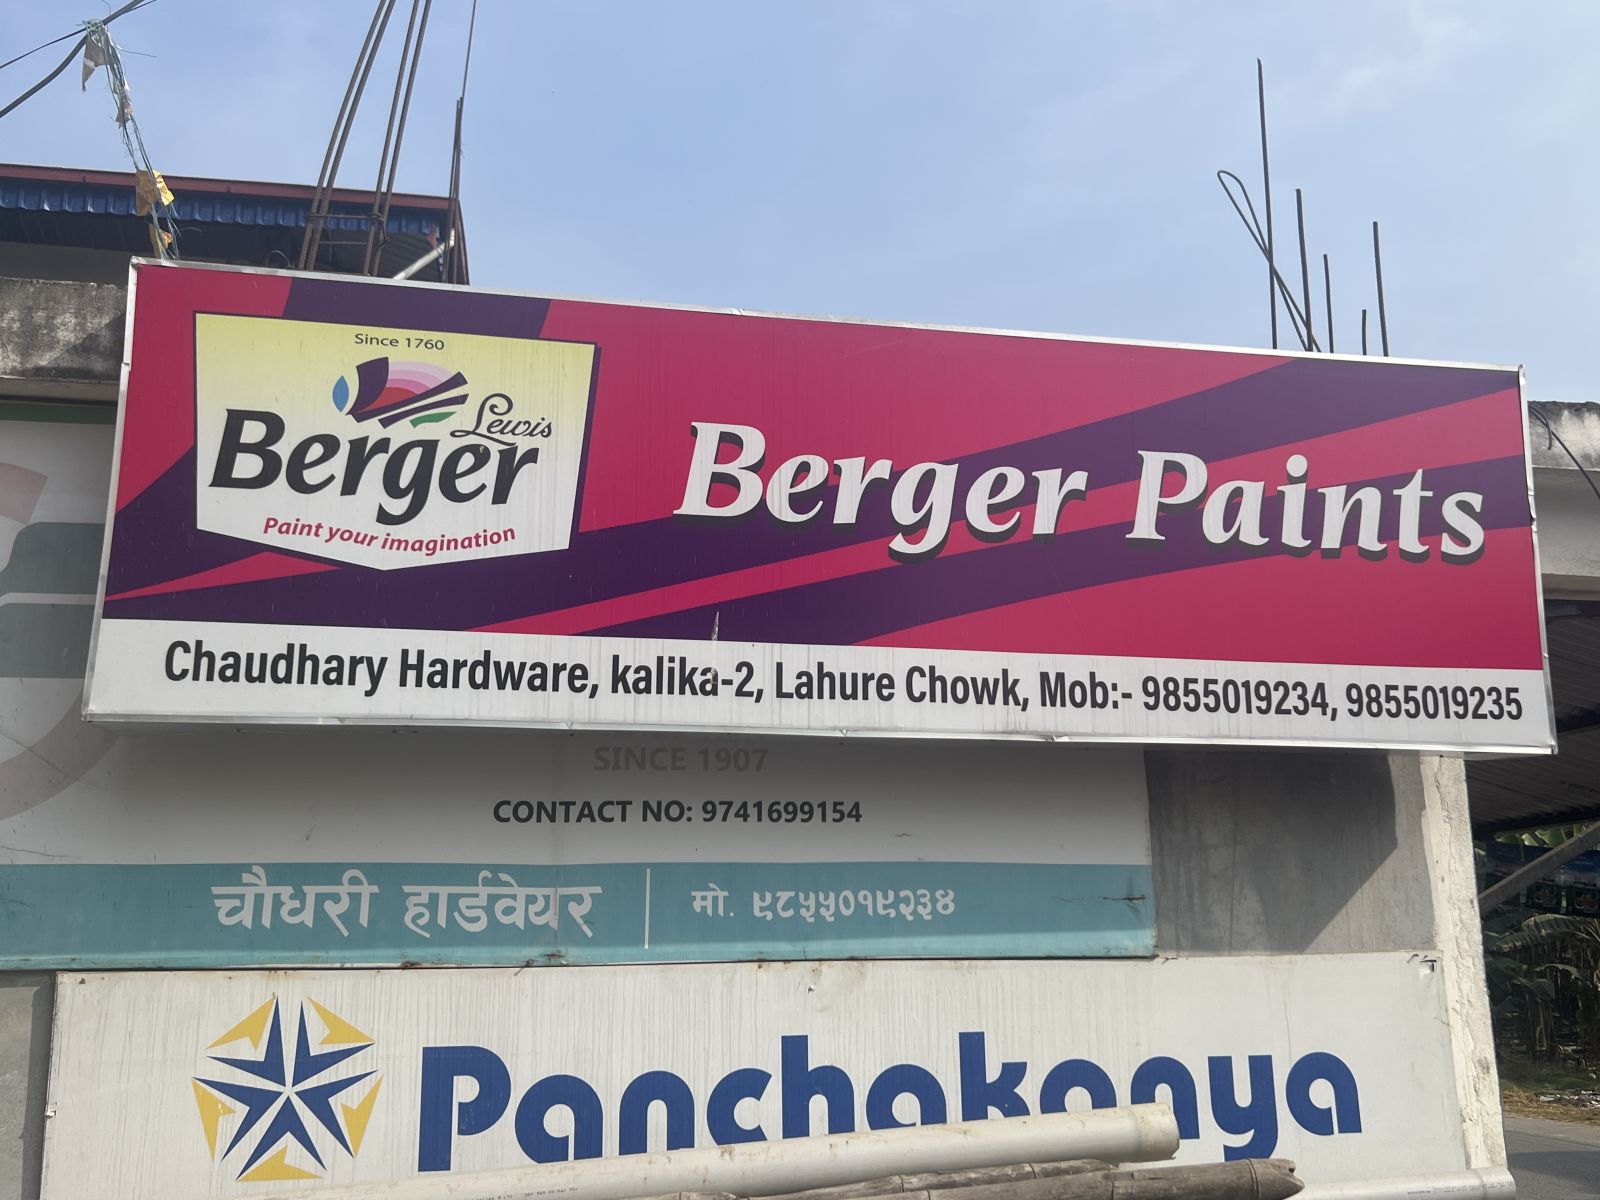 Since 1760
Lewis
Berger
Paint your imagination
Berger Paints
Chaudhary Hardware, kalika-2, Lahure Chowk, Mob:- 9855019234, 9855019235
SINCE 1907
CONTACT NO: 9741699154
चौधरी हार्डवेयर | मो. ९८५५०१९२३४
Panchakanya